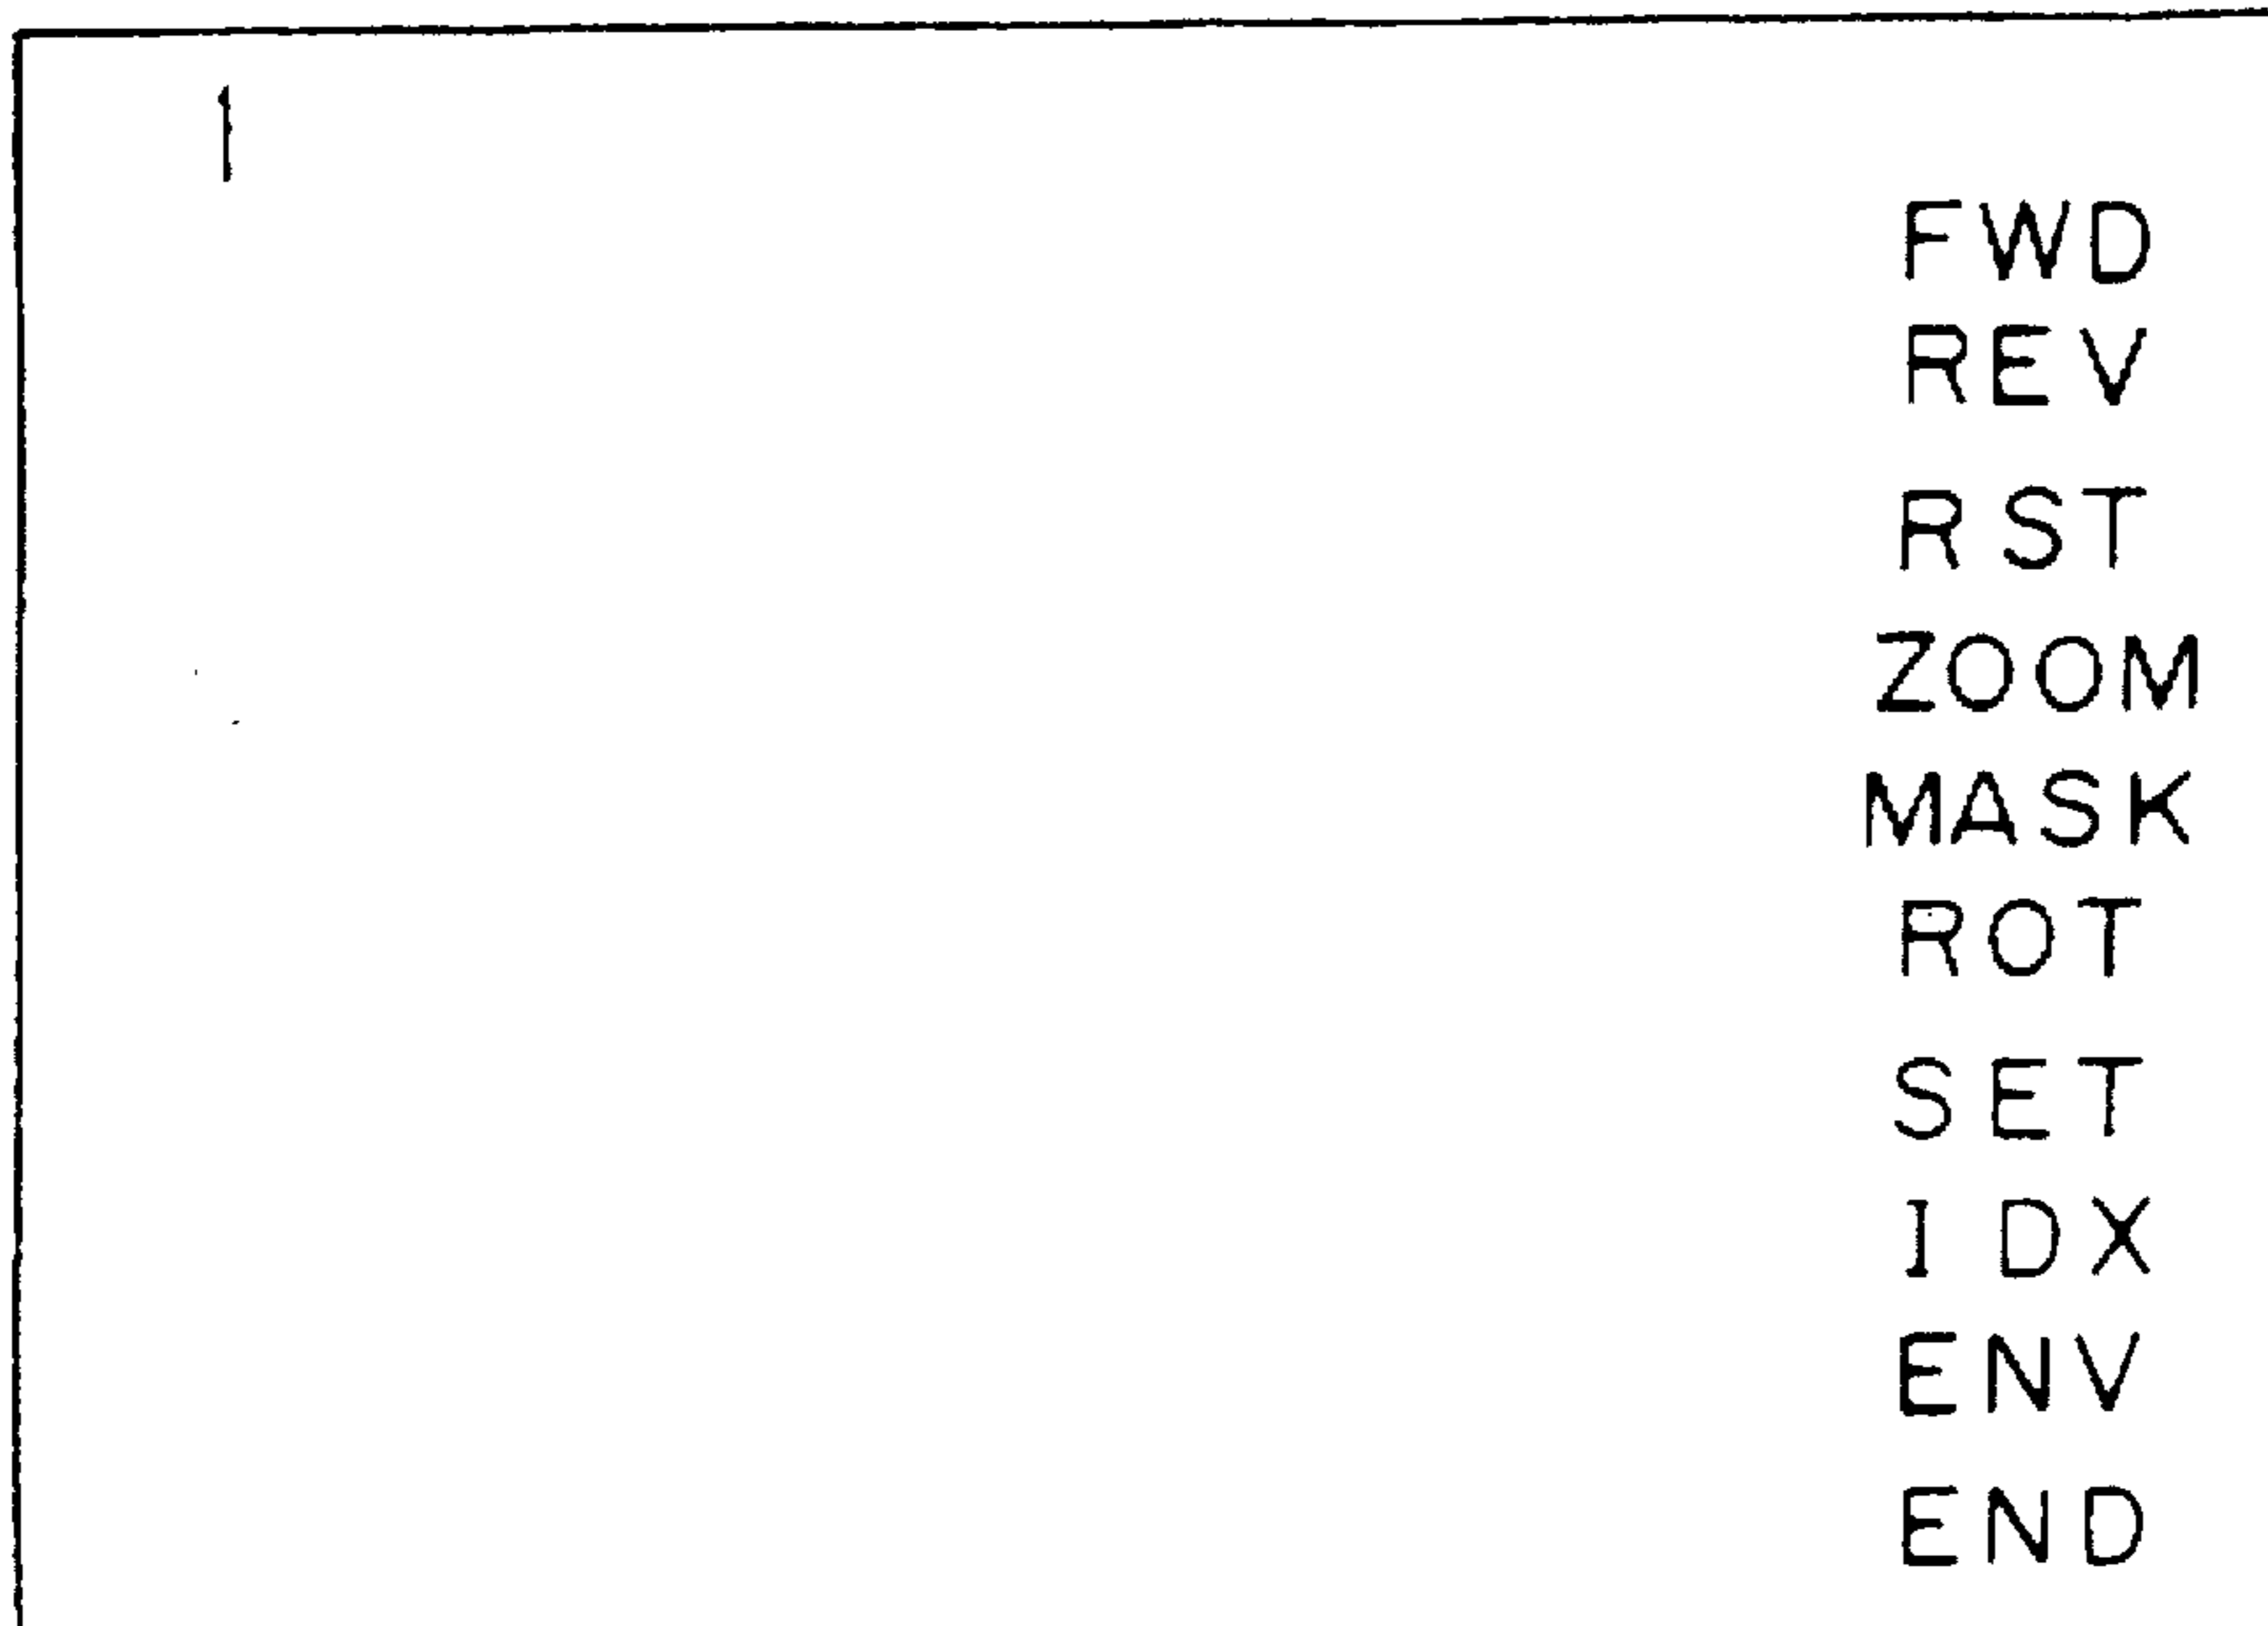 1
FWD
REV
RST
ZOOM
MASK
ROT
SET
IDX
ENV
END